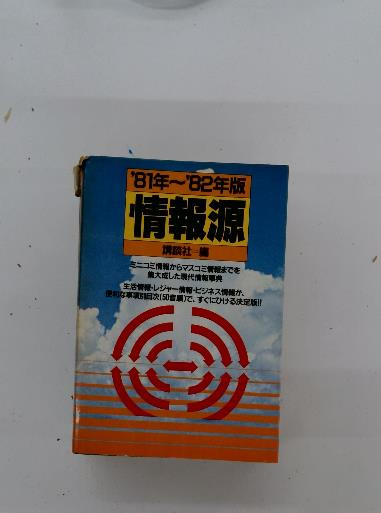 '81年〜'82年版
情報源
講談社＝編
ミニコミ情報からマスコミ情報までを
集大成した現代情報事典
生活情報・レジャー情報・ビジネス情報が、
便利な事項別目次(50音順)で、すぐにひける決定版!!